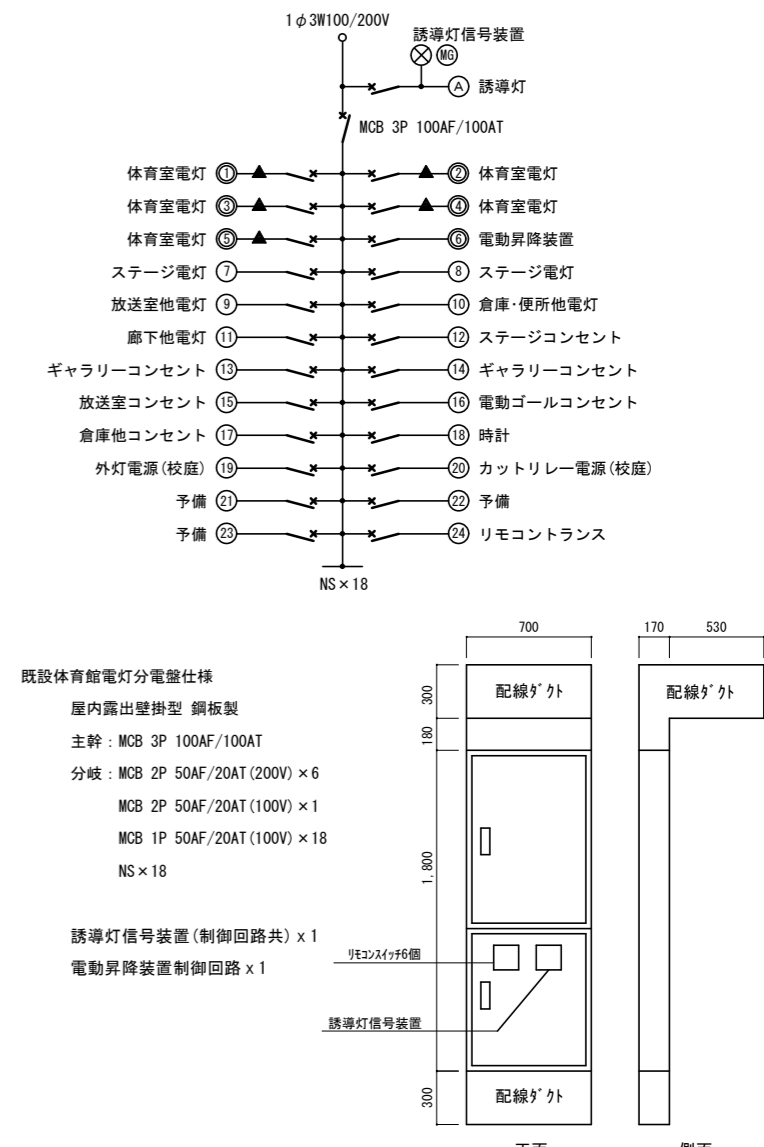 1φ3W100/200V
誘導灯信号装置
MG
A 誘導灯
MCB 3P 100AF/100AT
体育室電灯 1 2 体育室電灯
体育室電灯 3 4 体育室電灯
体育室電灯 5 6 電動昇降装置
ステージ電灯 7 8 ステージ電灯
放送室他電灯 9 10 倉庫･便所他電灯
廊下他電灯 11 12 ステージコンセント
ギャラリーコンセント 13 14 ギャラリーコンセント
放送室コンセント 15 16 電動ゴールコンセント
倉庫他コンセント 17 18 時計
外灯電源(校庭) 19 20 カットリレー電源(校庭)
予備 21 22 予備
予備 23 24 リモコントランス
NS×18
既設体育館電灯分電盤仕様
屋内露出壁掛型 鋼板製
主幹：MCB 3P 100AF/100AT
分岐：MCB 2P 50AF/20AT(200V)×6
MCB 2P 50AF/20AT(100V)×1
MCB 1P 50AF/20AT(100V)×18
NS×18
誘導灯信号装置(制御回路共)x1
電動昇降装置制御回路x1
700
170 530
300
配線ﾀﾞｸﾄ
配線ﾀﾞｸﾄ
180
1,800
ﾘﾓｺﾝｽｲｯﾁ6個
誘導灯信号装置
300
配線ﾀﾞｸﾄ